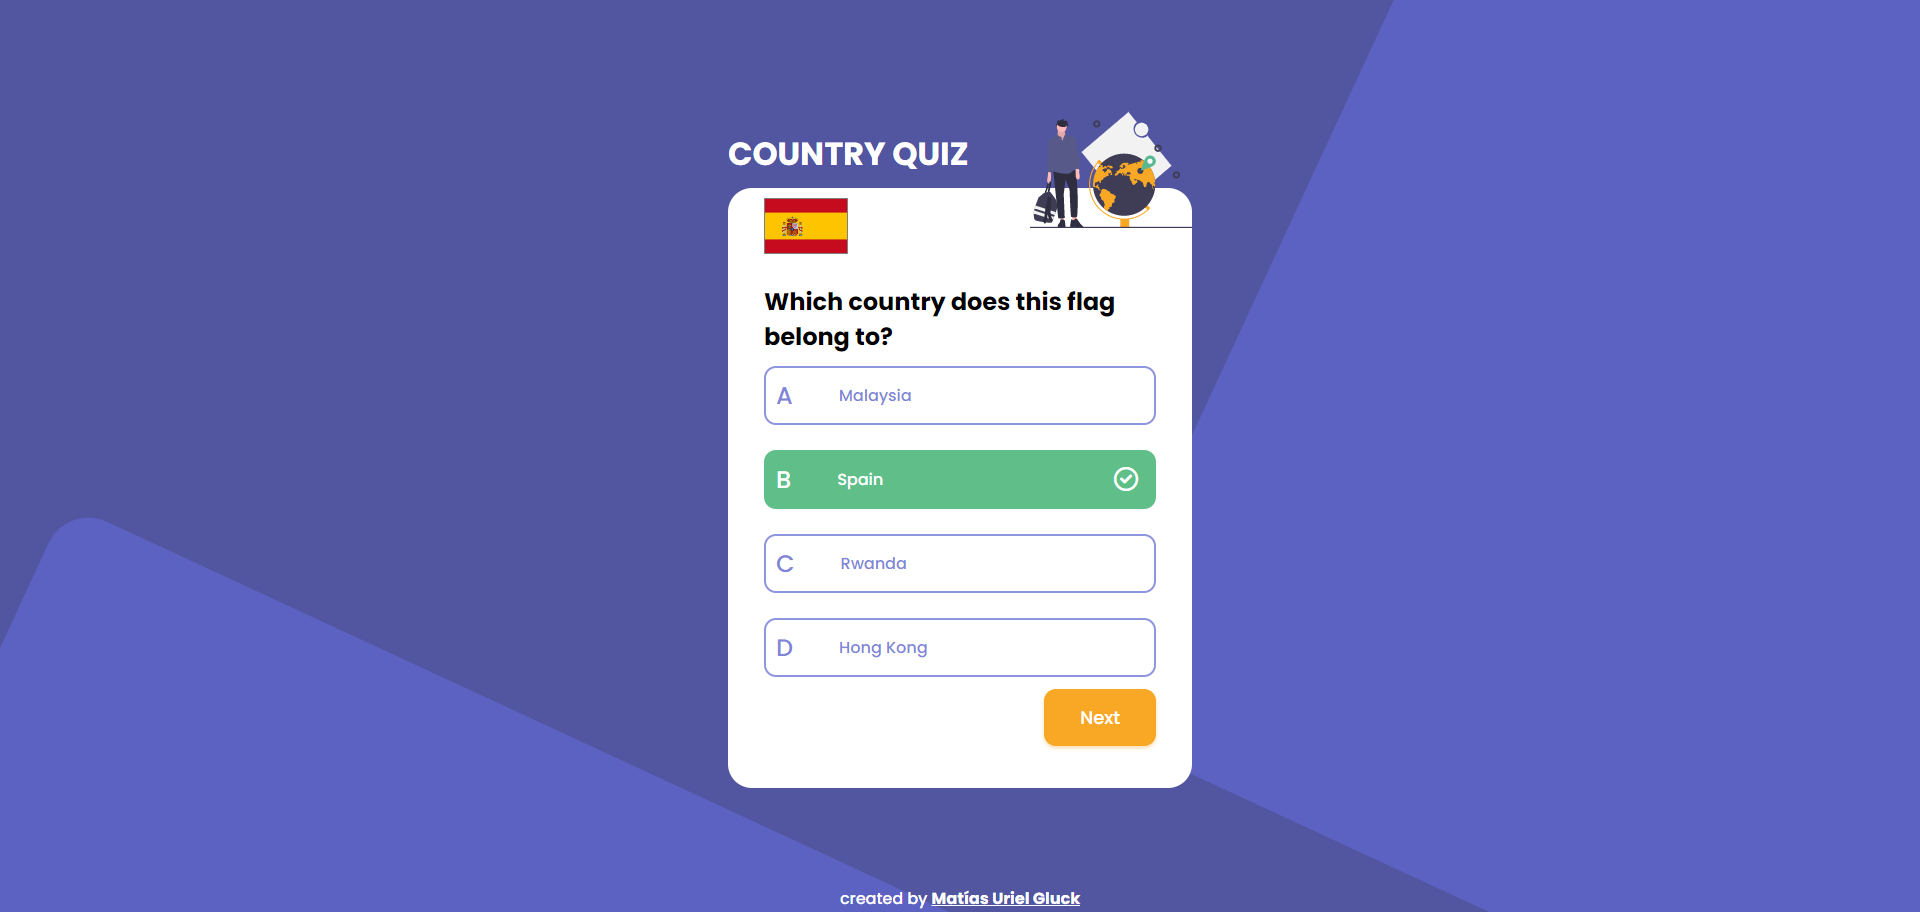 COUNTRY QUIZ
Which country does this flag
belong to?
A Malaysia
B Spain
C Rwanda
D Hong Kong
Next
created by Matías Uriel Gluck